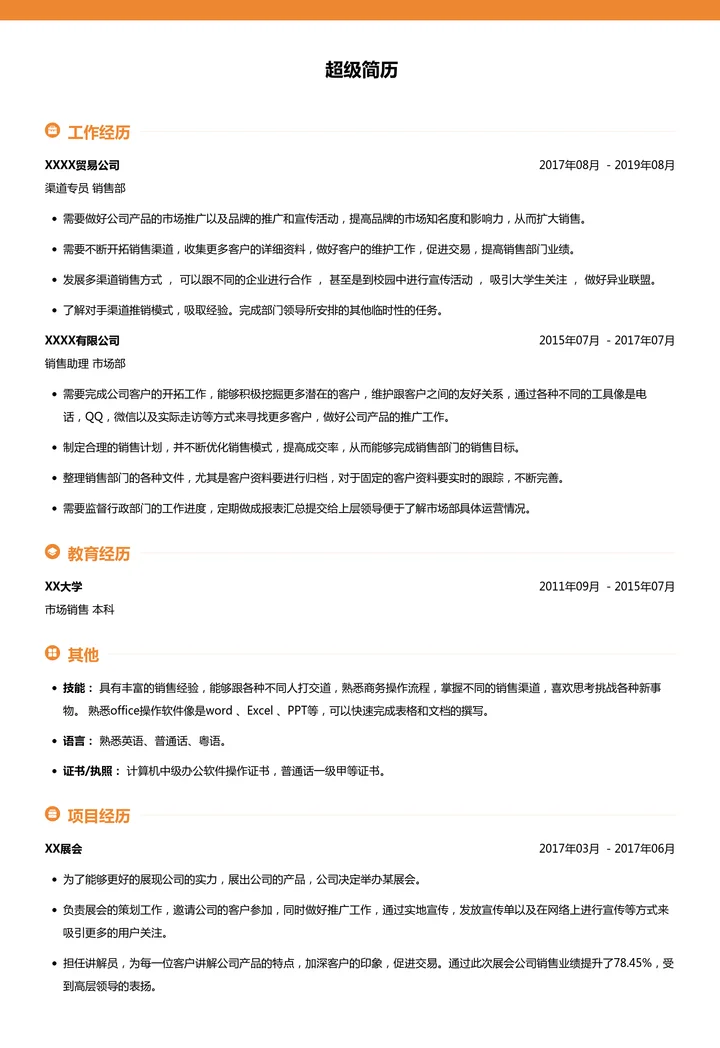 超级简历
工作经历
XXXX贸易公司 2017年08月 - 2019年08月
渠道专员 销售部
• 需要做好公司产品的市场推广以及品牌的推广和宣传活动，提高品牌的市场知名度和影响力，从而扩大销售。
• 需要不断开拓销售渠道，收集更多客户的详细资料，做好客户的维护工作，促进交易，提高销售部门业绩。
• 发展多渠道销售方式 ， 可以跟不同的企业进行合作 ， 甚至是到校园中进行宣传活动 ， 吸引大学生关注 ， 做好异业联盟。
• 了解对手渠道推销模式，吸取经验。完成部门领导所安排的其他临时性的任务。
XXXX有限公司 2015年07月 - 2017年07月
销售助理 市场部
• 需要完成公司客户的开拓工作，能够积极挖掘更多潜在的客户，维护跟客户之间的友好关系，通过各种不同的工具像是电
话，QQ，微信以及实际走访等方式来寻找更多客户，做好公司产品的推广工作。
• 制定合理的销售计划，并不断优化销售模式，提高成交率，从而能够完成销售部门的销售目标。
• 整理销售部门的各种文件，尤其是客户资料要进行归档，对于固定的客户资料要实时的跟踪，不断完善。
• 需要监督行政部门的工作进度，定期做成报表汇总提交给上层领导便于了解市场部具体运营情况。
教育经历
XX大学 2011年09月 - 2015年07月
市场销售 本科
其他
• 技能： 具有丰富的销售经验，能够跟各种不同人打交道，熟悉商务操作流程，掌握不同的销售渠道，喜欢思考挑战各种新事
物。 熟悉office操作软件像是word 、Excel 、PPT等，可以快速完成表格和文档的撰写。
• 语言： 熟悉英语、普通话、粤语。
• 证书/执照： 计算机中级办公软件操作证书，普通话一级甲等证书。
项目经历
XX展会 2017年03月 - 2017年06月
• 为了能够更好的展现公司的实力，展出公司的产品，公司决定举办某展会。
• 负责展会的策划工作，邀请公司的客户参加，同时做好推广工作，通过实地宣传，发放宣传单以及在网络上进行宣传等方式来
吸引更多的用户关注。
• 担任讲解员，为每一位客户讲解公司产品的特点，加深客户的印象，促进交易。通过此次展会公司销售业绩提升了78.45%，受
到高层领导的表扬。